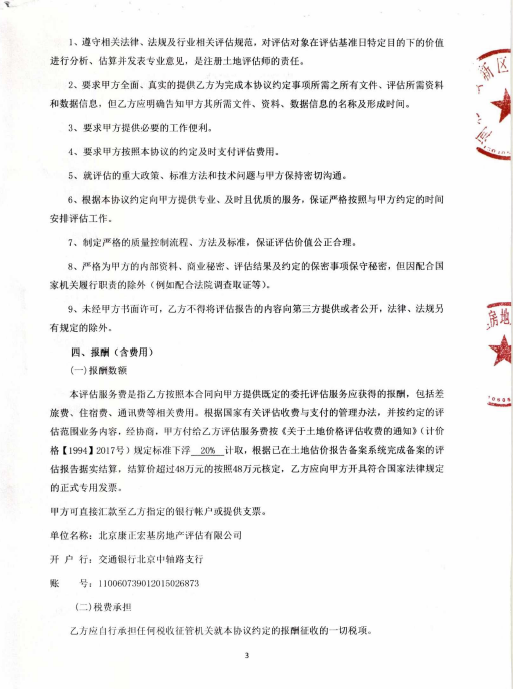 1、遵守相关法律、法规及行业相关评估规范，对评估对象在评估基准日特定目的下的价值
进行分析、估算并发表专业意见，是注册土地评估师的责任。
2、要求甲方全面、真实的提供乙方为完成本协议约定事项所需之所有文件、评估所需资料
和数据信息，但乙方应明确告知甲方其所需文件、资料、数据信息的名称及形成时间。
3、要求甲方提供必要的工作便利。
4、要求甲方按照本协议的约定及时支付评估费用。
5、就评估的重大政策、标准方法和技术问题与甲方保持密切沟通。
6、根据本协议约定向甲方提供专业、及时且优质的服务，保证严格按照与甲方约定的时间
安排评估工作。
7、制定严格的质量控制流程、方法及标准，保证评估价值公正合理。
8、严格为甲方的内部资料、商业秘密、评估结果及约定的保密事项保守秘密，但因配合国
家机关履行职责的除外（例如配合法院调查取证等）。
9、未经甲方书面许可，乙方不得将评估报告的内容向第三方提供或者公开，法律、法规另
有规定的除外。
四、报酬（含费用）
(一)报酬数额
本评估服务费是指乙方按照本合同向甲方提供既定的委托评估服务应获得的报酬，包括差
旅费、住宿费、通讯费等相关费用。根据国家有关评估收费与支付的管理办法，并按约定的评
估范围业务内容，经协商，甲方付给乙方评估服务费按《关于土地价格评估收费的通知》（计价
格【1994】2017号）规定标准下浮 20% 计取，根据已在土地估价报告备案系统完成备案的评
估报告据实结算，结算价超过48万元的按照48万元核定，乙方应向甲方开具符合国家法律规定
的正式专用发票。
甲方可直接汇款至乙方指定的银行帐户或提供支票。
单位名称：北京康正宏基房地产评估有限公司
开 户 行：交通银行北京中轴路支行
账 号：110060739012015026873
(二)税费承担
乙方应自行承担任何税收征管机关就本协议约定的报酬征收的一切税项。
3
新区
房地